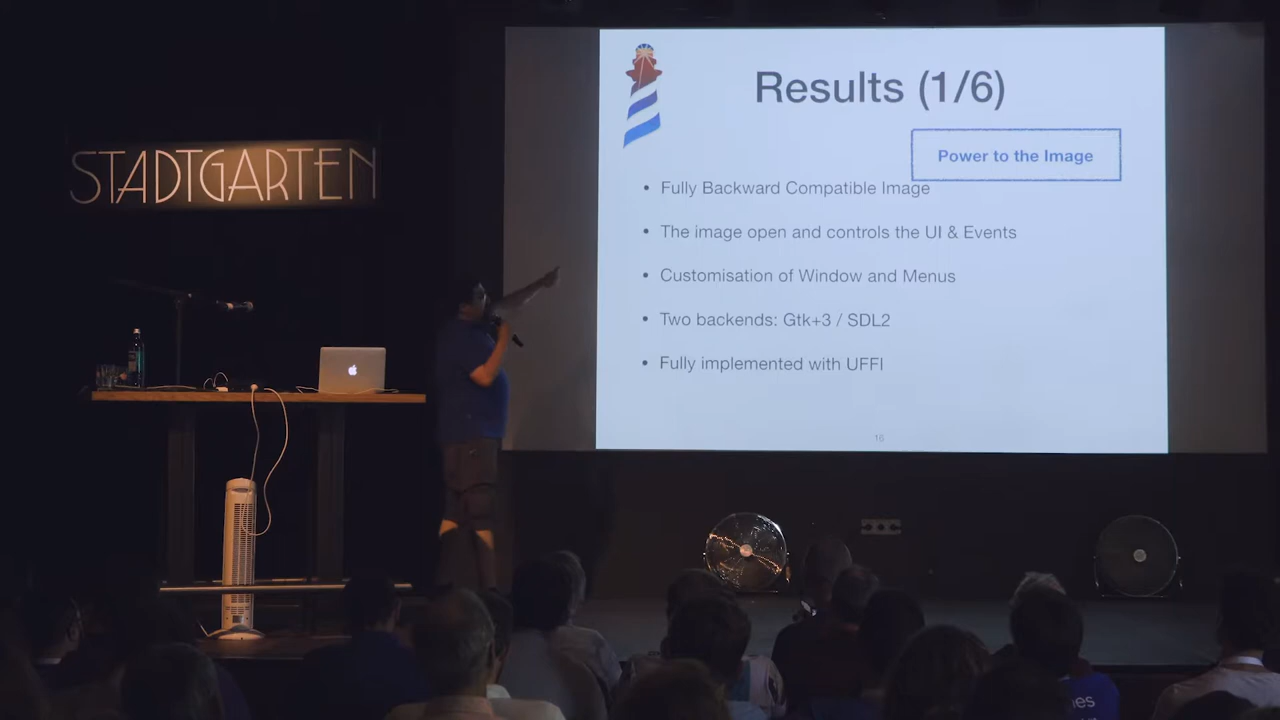 STADTGARTEN
Results (1/6)
Power to the Image
• Fully Backward Compatible Image
• The image open and controls the UI & Events
• Customisation of Window and Menus
• Two backends: Gtk+3 / SDL2
• Fully implemented with UFFI
16